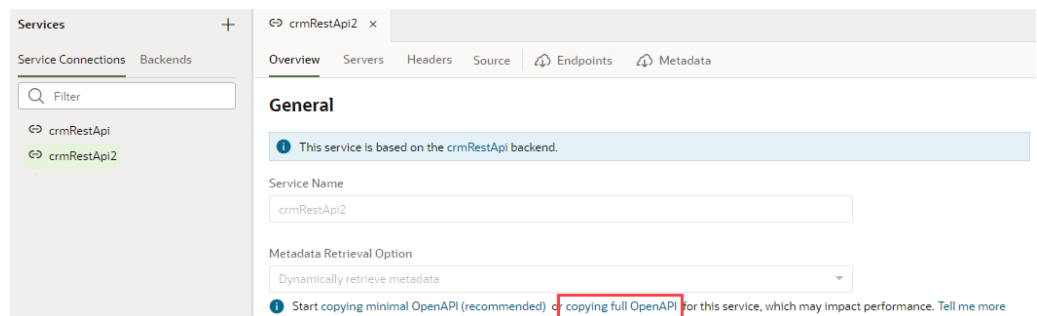 Services
Service Connections Backends
Filter
crmRestApi
crmRestApi2
crmRestApi2 ×
Overview Servers Headers Source Endpoints Metadata
General
This service is based on the crmRestApi backend.
Service Name
crmRestApi2
Metadata Retrieval Option
Dynamically retrieve metadata
Start copying minimal OpenAPI (recommended) or copying full OpenAPI for this service, which may impact performance. Tell me more